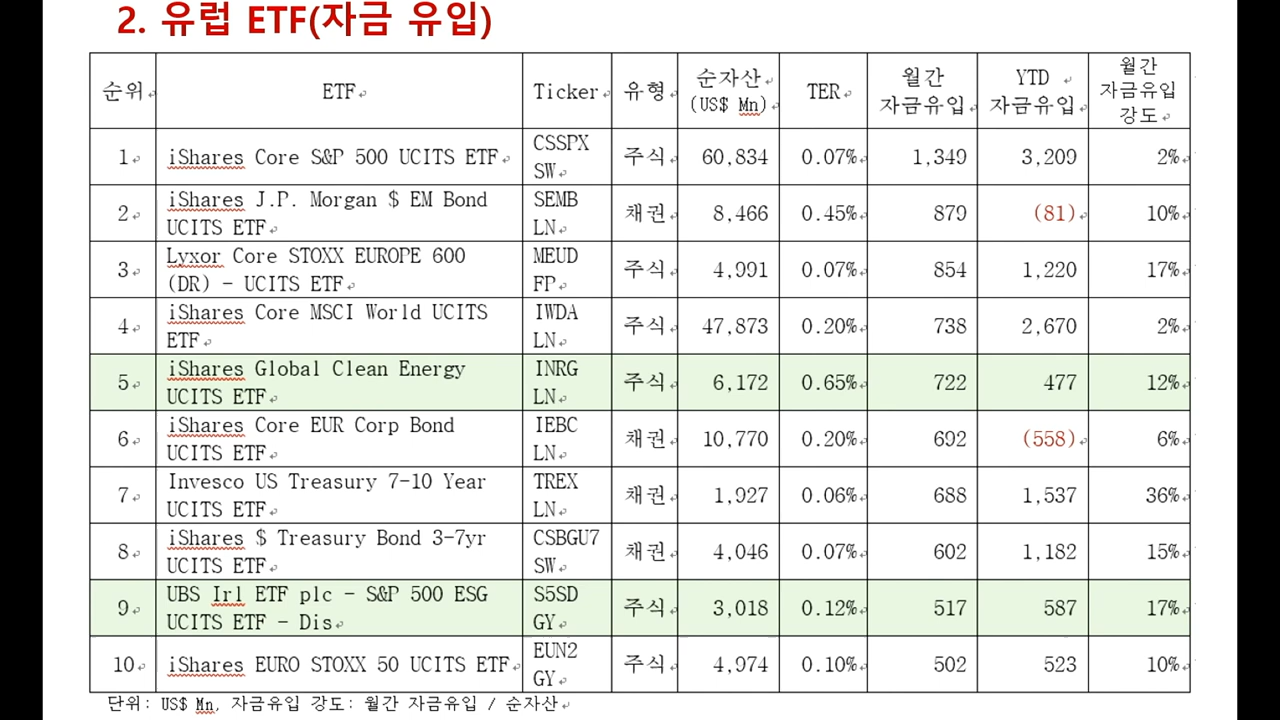 2. 유럽 ETF(자금 유입)
순위 ETF Ticker 유형 순자산 (US$ Mn) TER 월간 자금유입 YTD 자금유입 월간 자금유입 강도
1 iShares Core S&P 500 UCITS ETF CSSPX SW 주식 60,834 0.07% 1,349 3,209 2%
2 iShares J.P. Morgan $ EM Bond UCITS ETF SEMB LN 채권 8,466 0.45% 879 (81) 10%
3 Lyxor Core STOXX EUROPE 600 (DR) - UCITS ETF MEUD FP 주식 4,991 0.07% 854 1,220 17%
4 iShares Core MSCI World UCITS ETF IWDA LN 주식 47,873 0.20% 738 2,670 2%
5 iShares Global Clean Energy UCITS ETF INRG LN 주식 6,172 0.65% 722 477 12%
6 iShares Core EUR Corp Bond UCITS ETF IEBC LN 채권 10,770 0.20% 692 (558) 6%
7 Invesco US Treasury 7-10 Year UCITS ETF TREX LN 채권 1,927 0.06% 688 1,537 36%
8 iShares $ Treasury Bond 3-7yr UCITS ETF CSBGU7 SW 채권 4,046 0.07% 602 1,182 15%
9 UBS Irl ETF plc - S&P 500 ESG UCITS ETF - Dis S5SD GY 주식 3,018 0.12% 517 587 17%
10 iShares EURO STOXX 50 UCITS ETF EUN2 GY 주식 4,974 0.10% 502 523 10%
단위: US$ Mn, 자금유입 강도: 월간 자금유입 / 순자산